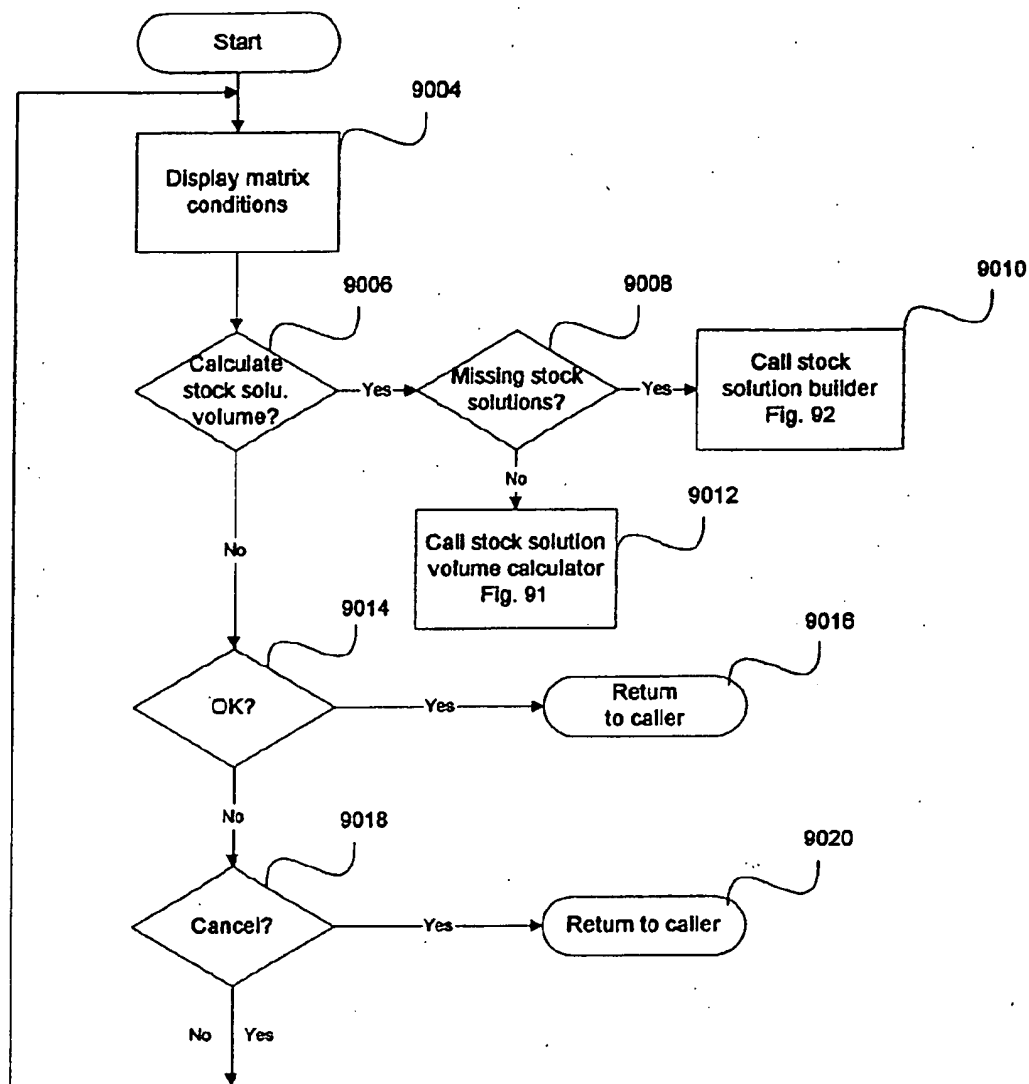 Start
9004
Display matrix
conditions
9006
9008
9010
Calculate
stock solu.
volume?
Yes
Missing stock
solutions?
Yes
Call stock
solution builder
Fig. 92
No
9012
Call stock solution
volume calculator
Fig. 91
No
9014
9016
OK?
Yes
Return
to caller
No
9018
9020
Cancel?
Yes
Return to caller
No Yes